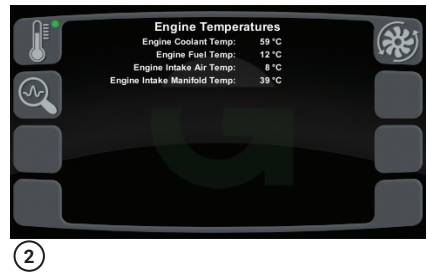 Engine Temperatures
Engine Coolant Temp: 59 °C
Engine Fuel Temp: 12 °C
Engine Intake Air Temp: 8 °C
Engine Intake Manifold Temp: 39 °C
2